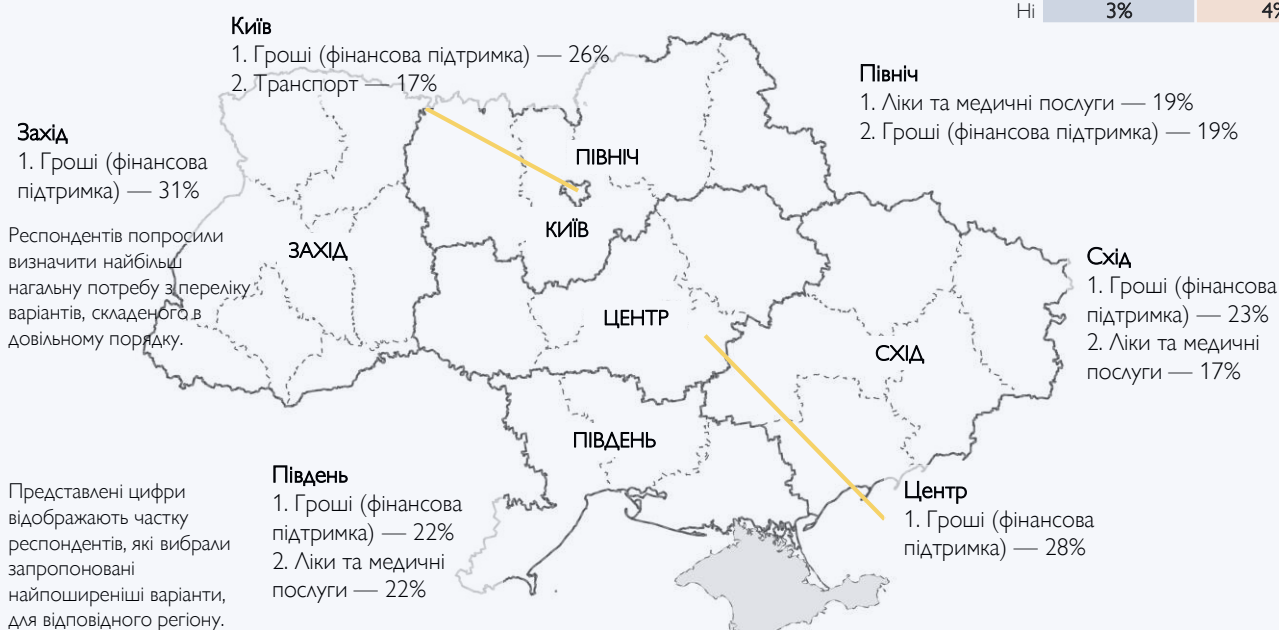 Ні 3% 4%
Київ
1. Гроші (фінансова підтримка) — 26%
2. Транспорт — 17%
Північ
1. Ліки та медичні послуги — 19%
2. Гроші (фінансова підтримка) — 19%
Захід
1. Гроші (фінансова
підтримка) — 31%
Респондентів попросили
визначити найбільш
нагальну потребу з переліку
варіантів, складеного в
довільному порядку.
ПІВНІЧ
КИЇВ
ЗАХІД
ЦЕНТР
СХІД
ПІВДЕНЬ
Схід
1. Гроші (фінансова
підтримка) — 23%
2. Ліки та медичні
послуги — 17%
Представлені цифри
відображають частку
респондентів, які вибрали
запропоновані
найпоширеніші варіанти,
для відповідного регіону.
Південь
1. Гроші (фінансова
підтримка) — 22%
2. Ліки та медичні
послуги — 22%
Центр
1. Гроші (фінансова
підтримка) — 28%